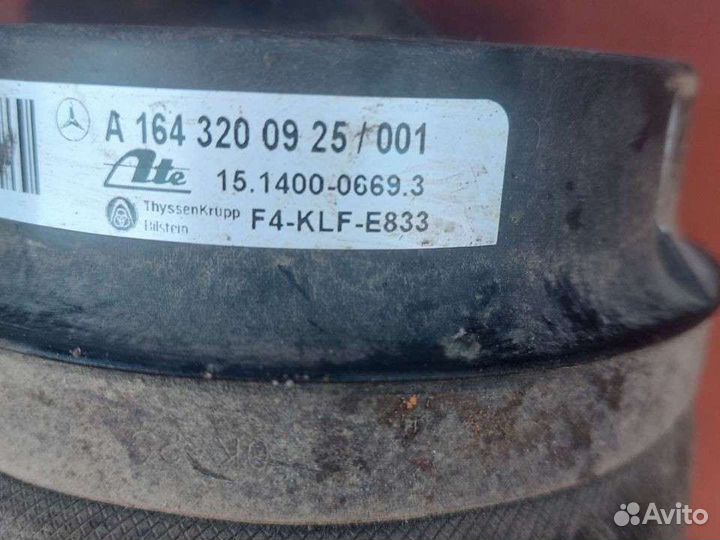 A 164 320 09 25 / 001
Ate
15.1400-0669.3
ThyssenKrupp
Bilstein
F4-KLF-E833
Avito